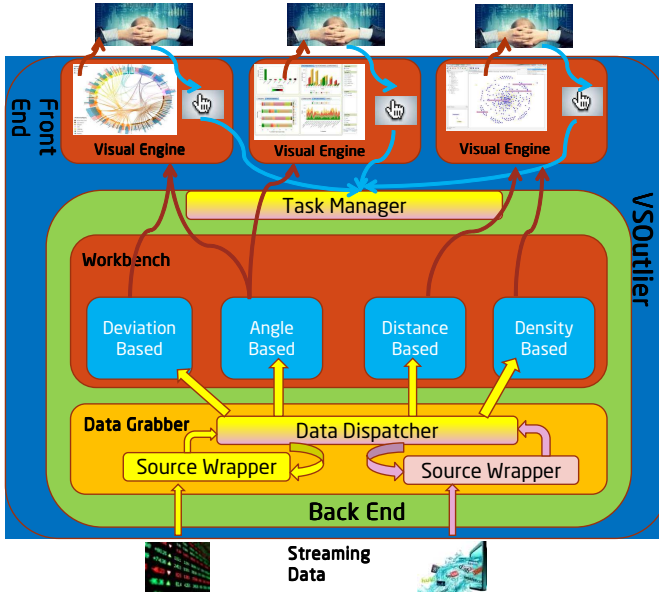 Front
End
Visual Engine
Visual Engine
Visual Engine
VSOutlier
Task Manager
Workbench
Deviation
Based
Angle
Based
Distance
Based
Density
Based
Data Grabber
Data Dispatcher
Source Wrapper
Source Wrapper
Back End
Streaming
Data